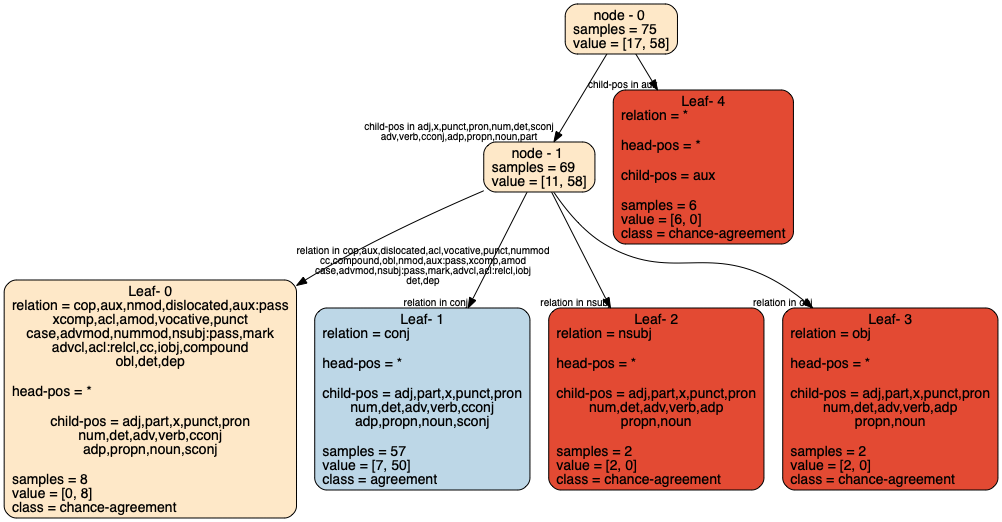 node - 0
samples = 75
value = [17, 58]
child-pos in aux
Leaf- 4
relation = *
head-pos = *
child-pos = aux
samples = 6
value = [6, 0]
class = chance-agreement
child-pos in adj,x,punct,pron,num,det,sconj
adv,verb,cconj,adp,propn,noun,part
node - 1
samples = 69
value = [11, 58]
relation in cop,aux,dislocated,acl,vocative,punct,nummod
cc,compound,obl,nmod,aux:pass,xcomp,amod
case,advmod,nsubj:pass,mark,advcl,acl:relcl,iobj
det,dep
relation in conj
relation in nsubj
relation in obj
Leaf- 0
relation = cop,aux,nmod,dislocated,aux:pass
xcomp,acl,amod,vocative,punct
case,advmod,nummod,nsubj:pass,mark
advcl,acl:relcl,cc,iobj,compound
obl,det,dep
head-pos = *
child-pos = adj,part,x,punct,pron
num,det,adv,verb,cconj
adp,propn,noun,sconj
samples = 8
value = [0, 8]
class = chance-agreement
Leaf- 1
relation = conj
head-pos = *
child-pos = adj,part,x,punct,pron
num,det,adv,verb,cconj
adp,propn,noun,sconj
samples = 57
value = [7, 50]
class = agreement
Leaf- 2
relation = nsubj
head-pos = *
child-pos = adj,part,x,punct,pron
num,det,adv,verb,adp
propn,noun
samples = 2
value = [2, 0]
class = chance-agreement
Leaf- 3
relation = obj
head-pos = *
child-pos = adj,part,x,punct,pron
num,det,adv,verb,adp
propn,noun
samples = 2
value = [2, 0]
class = chance-agreement